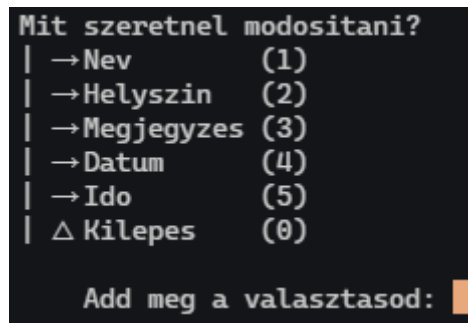 Mit szeretnel modositani?
| →Nev (1)
| →Helyszin (2)
| →Megjegyzes (3)
| →Datum (4)
| →Ido (5)
| △ Kilepes (0)
Add meg a valasztasod: